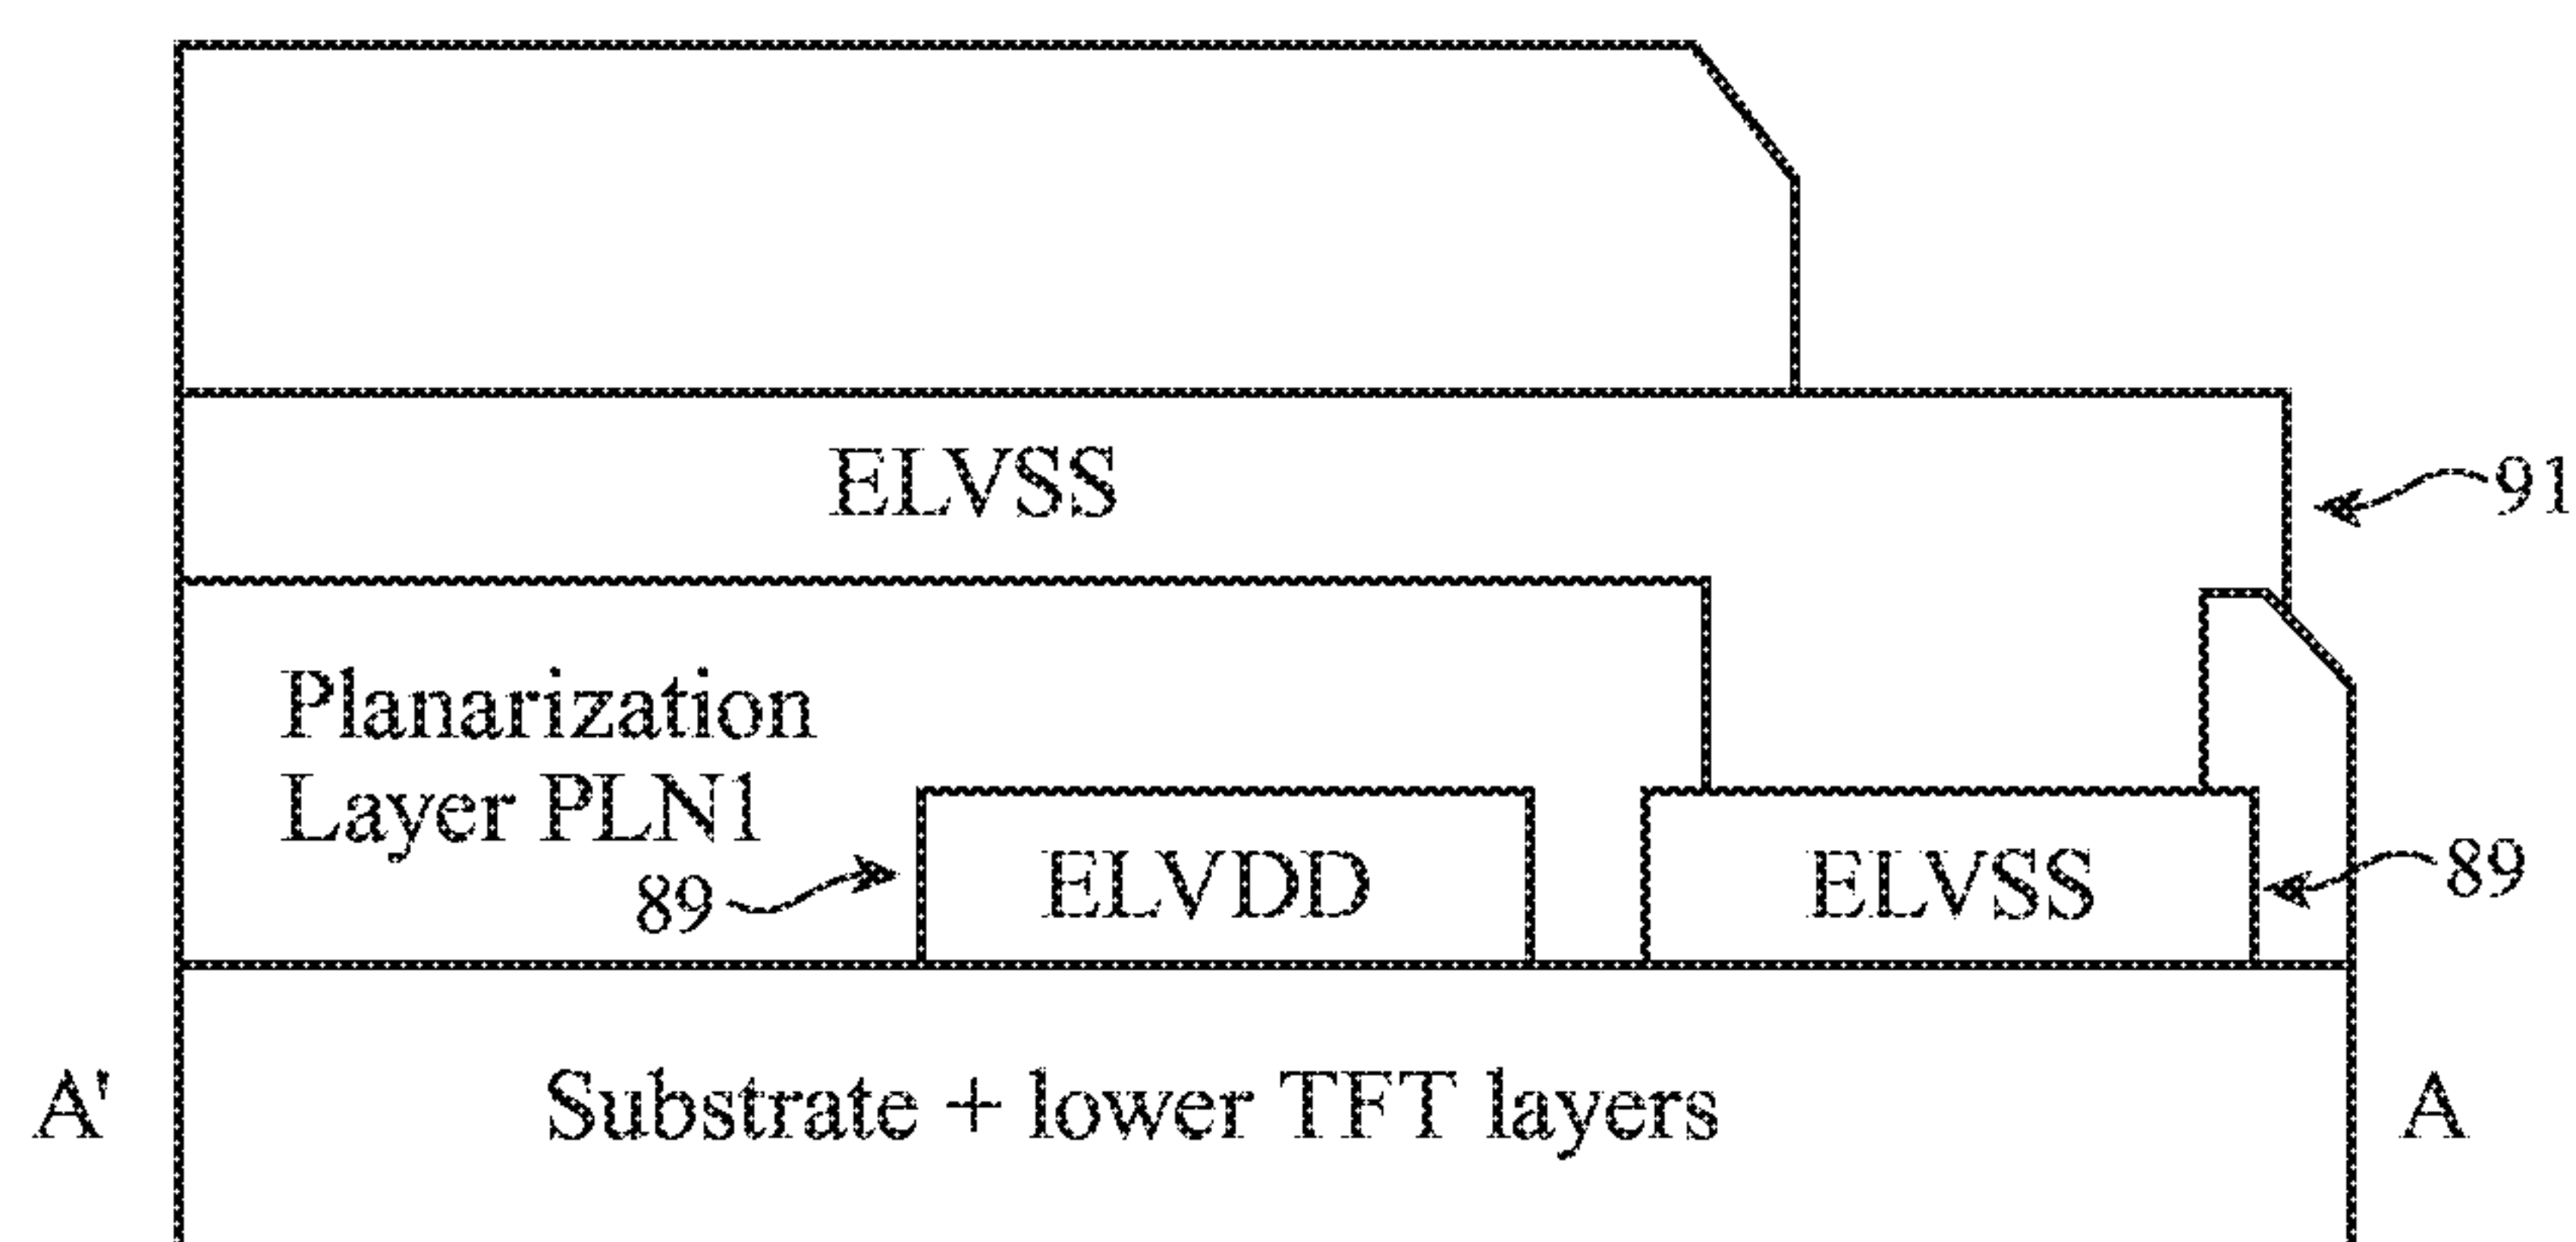 ELVSS
91
Planarization
Layer PLN1
89
ELVDD
ELVSS
89
A'
Substrate + lower TFT layers
A